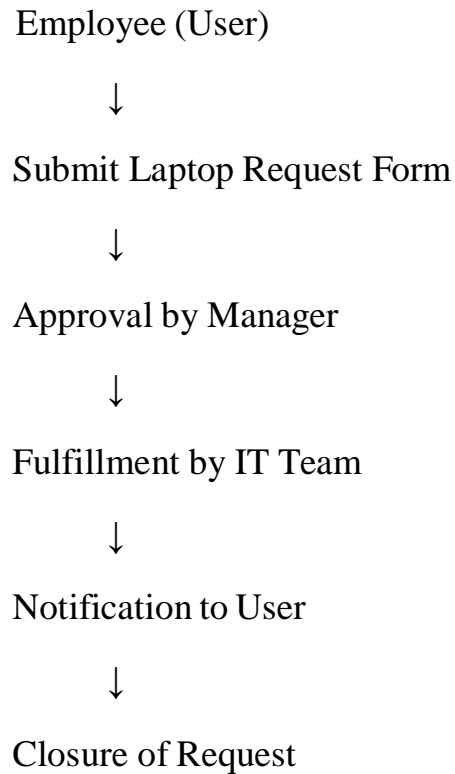 Employee (User)
↓
Submit Laptop Request Form
↓
Approval by Manager
↓
Fulfillment by IT Team
↓
Notification to User
↓
Closure of Request